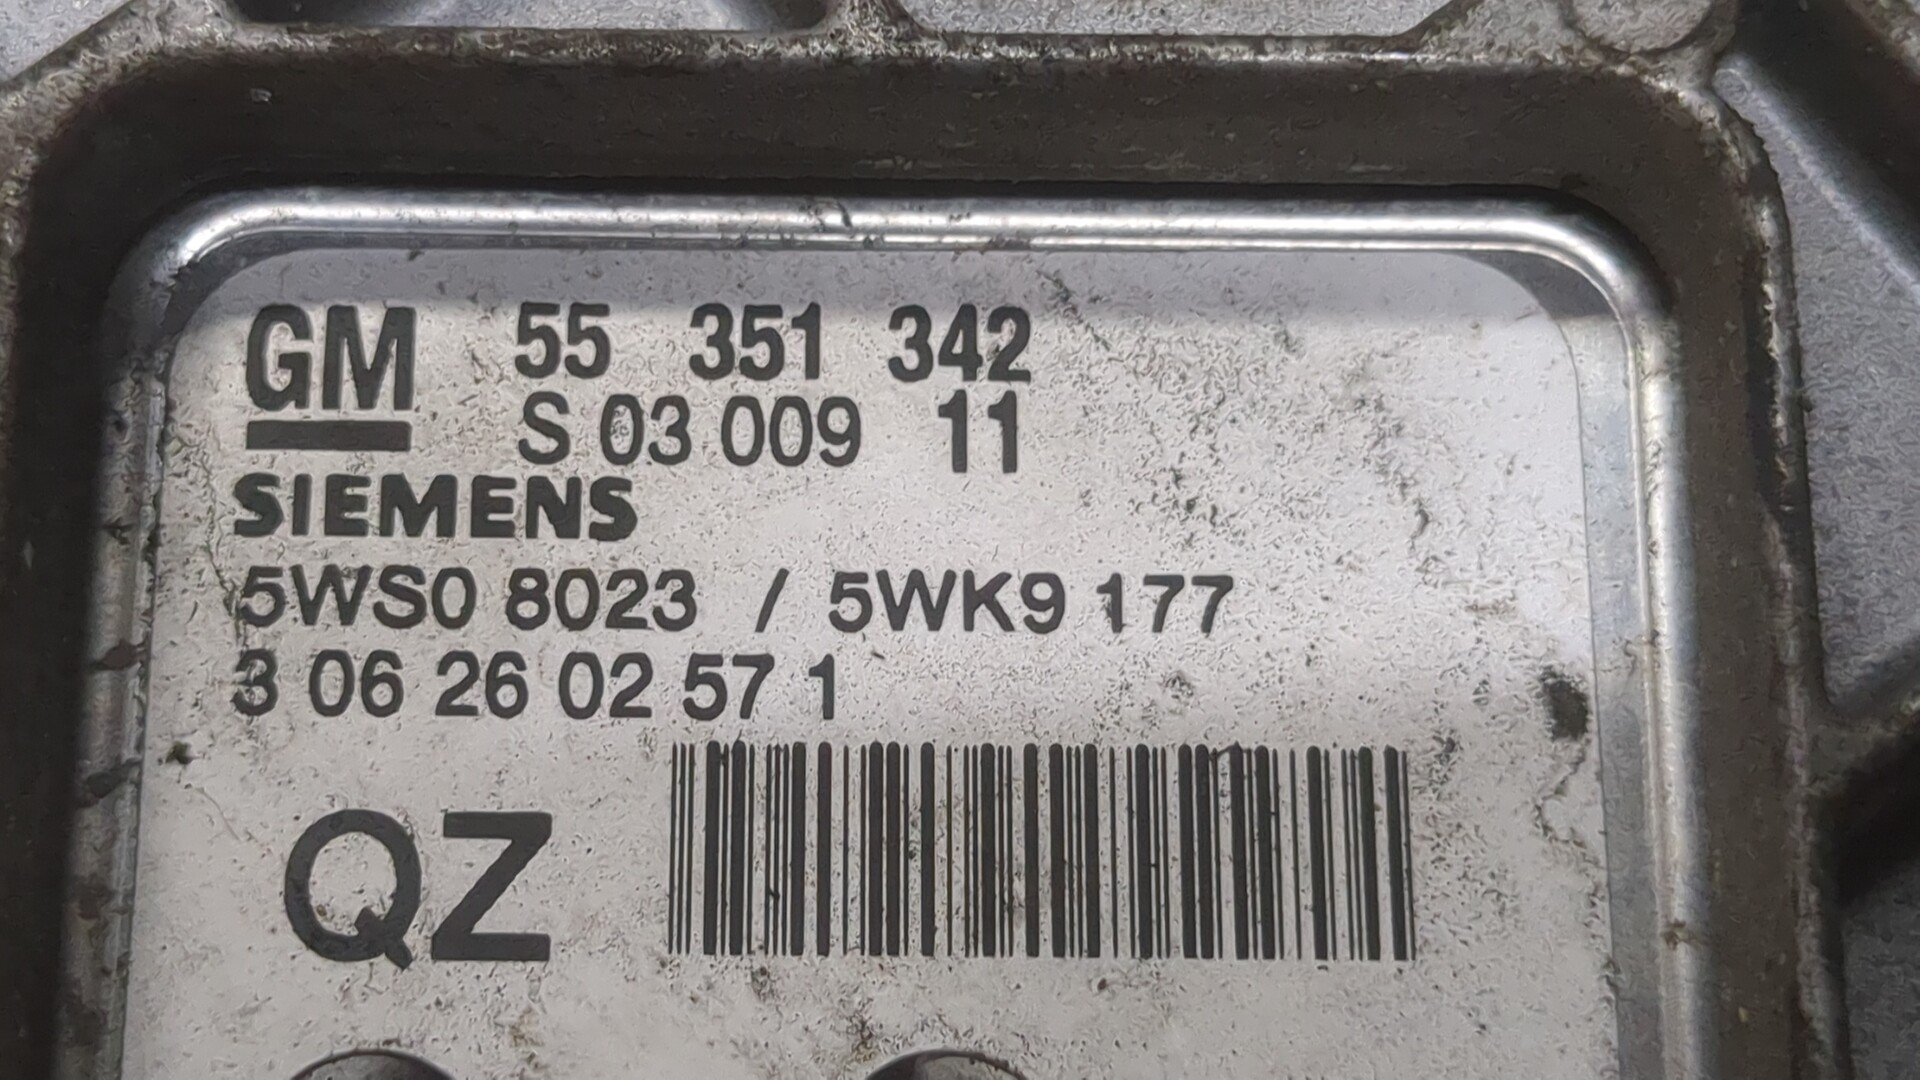 GM 55 351 342
S 03 009 11
SIEMENS
5WS0 8023 / 5WK9 177
3 06 26 02 57 1
QZ